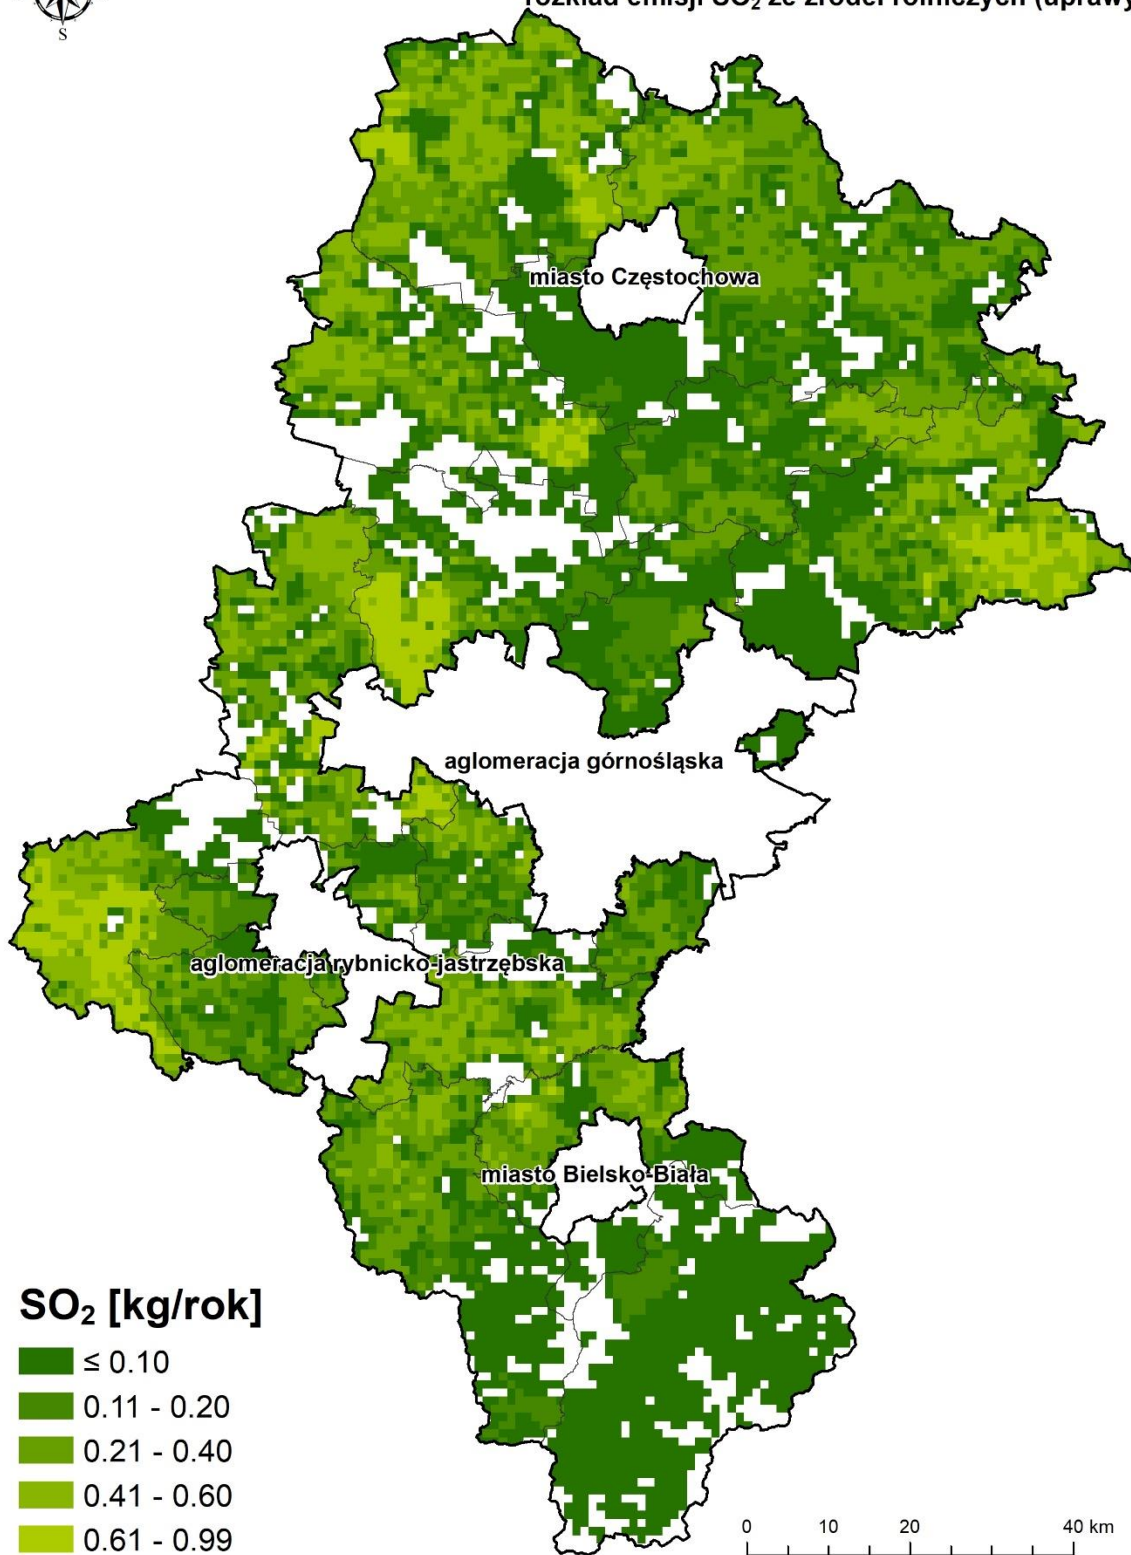 rozkład emisji SO₂ ze źródeł rolniczych (uprawy
S
miasto Częstochowa
aglomeracja górnośląska
aglomeracja rybnicko-jastrzębska
miasto Bielsko-Biała
SO₂ [kg/rok]
≤ 0.10
0.11 - 0.20
0.21 - 0.40
0.41 - 0.60
0.61 - 0.99
0 10 20 40 km